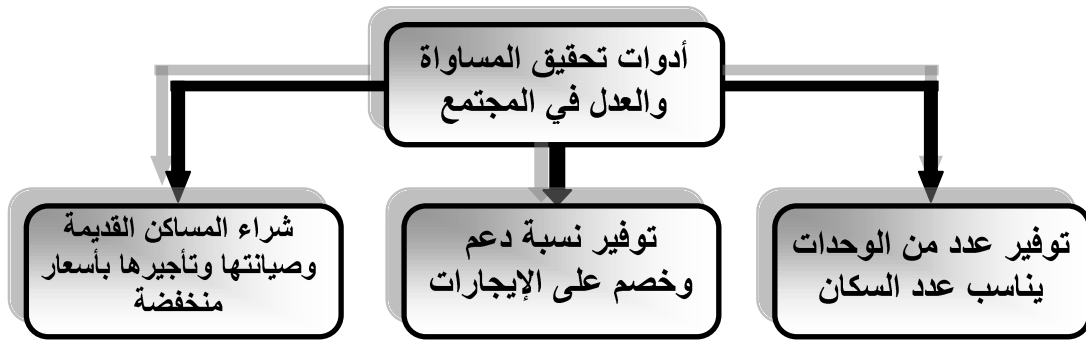 أدوات تحقيق المساواة
والعدل في المجتمع
توفير عدد من الوحدات
يناسب عدد السكان
توفير نسبة دعم
وخصم على الإيجارات
شراء المساكن القديمة
وصيانتها وتأجيرها بأسعار
منخفضة